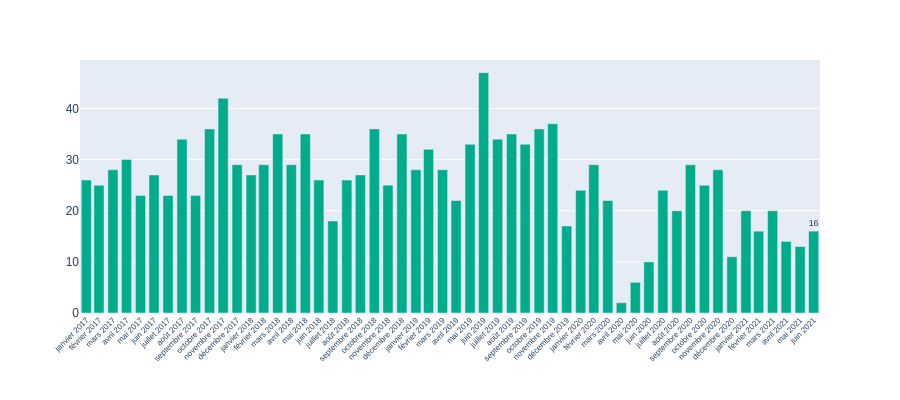 40
30
20
10
0
16
janvier 2017
février 2017
mars 2017
avril 2017
mai 2017
juin 2017
juillet 2017
août 2017
septembre 2017
octobre 2017
novembre 2017
décembre 2017
janvier 2018
février 2018
mars 2018
avril 2018
mai 2018
juin 2018
juillet 2018
août 2018
septembre 2018
octobre 2018
novembre 2018
décembre 2018
janvier 2019
février 2019
mars 2019
avril 2019
mai 2019
juin 2019
juillet 2019
août 2019
septembre 2019
octobre 2019
novembre 2019
décembre 2019
janvier 2020
février 2020
mars 2020
avril 2020
mai 2020
juin 2020
juillet 2020
août 2020
septembre 2020
octobre 2020
novembre 2020
décembre 2020
janvier 2021
février 2021
mars 2021
avril 2021
mai 2021
juin 2021